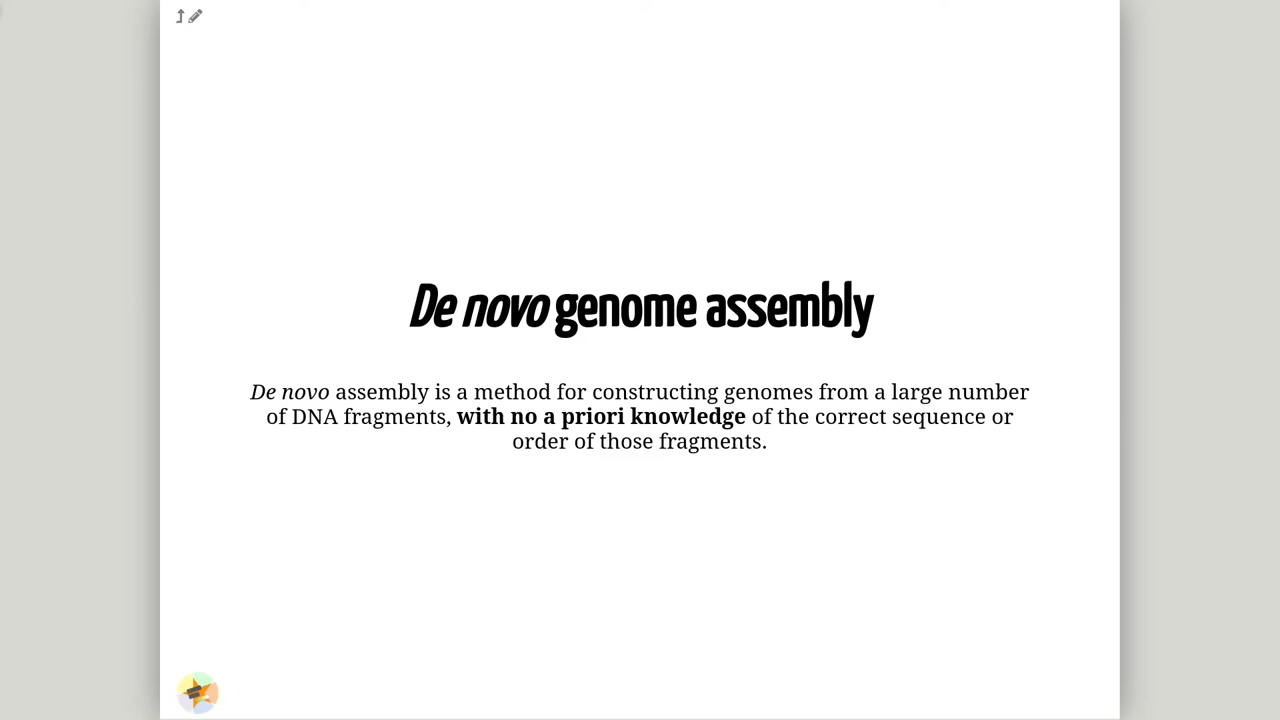 De novo genome assembly
De novo assembly is a method for constructing genomes from a large number
of DNA fragments, with no a priori knowledge of the correct sequence or
order of those fragments.